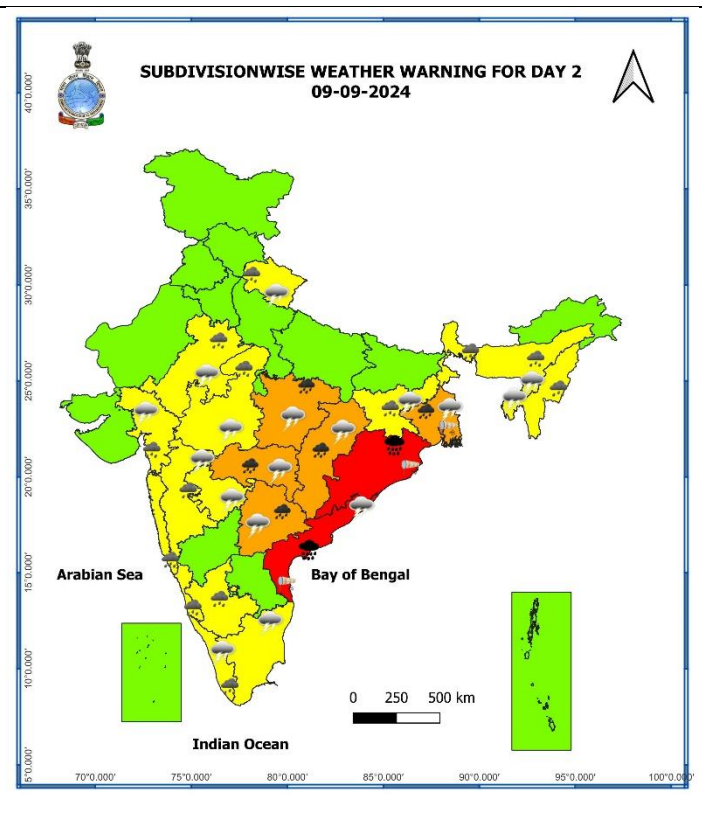 SUBDIVISIONWISE WEATHER WARNING FOR DAY 2
09-09-2024
40°0.000'
35°0.000'
30°0.000'
25°0.000'
20°0.000'
15°0.000'
10°0.000'
5°0.000'
Arabian Sea
Bay of Bengal
0 250 500 km
Indian Ocean
70°0.000' 75°0.000' 80°0.000' 85°0.000' 90°0.000' 95°0.000' 100°0.000'